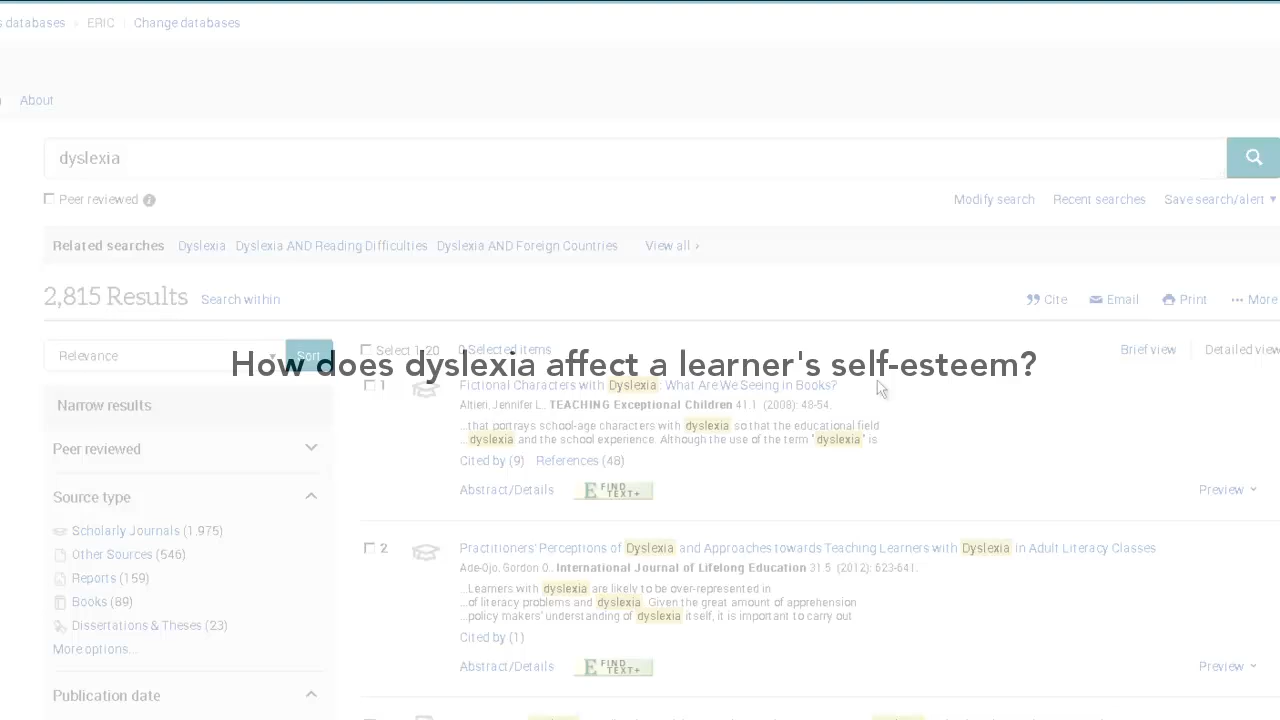 s databases ERIC Change databases
About
dyslexia
Peer reviewed
Modify search Recent searches Save search/alert
Related searches Dyslexia Dyslexia AND Reading Difficulties Dyslexia AND Foreign Countries View all ›
2,815 Results Search within
Cite Email Print ··· More
Relevance Sort
Select 1-20 0 Selected items
Brief view Detailed view
How does dyslexia affect a learner's self-esteem?
Narrow results
Peer reviewed
Source type
Scholarly Journals (1,975)
Other Sources (546)
Reports (159)
Books (89)
Dissertations & Theses (23)
More options...
Publication date
1 Fictional Characters with Dyslexia: What Are We Seeing in Books?
Altieri, Jennifer L.. TEACHING Exceptional Children 41.1 (2008): 48-54.
...that portrays school-age characters with dyslexia so that the educational field
...dyslexia and the school experience. Although the use of the term "dyslexia" is
Cited by (9) References (48)
Abstract/Details E FIND TEXT+ Preview
2 Practitioners' Perceptions of Dyslexia and Approaches towards Teaching Learners with Dyslexia in Adult Literacy Classes
Ade-Ojo, Gordon O.. International Journal of Lifelong Education 31.5 (2012): 623-641.
...Learners with dyslexia are likely to be over-represented in
...of literacy problems and dyslexia. Given the great amount of apprehension
...policy makers' understanding of dyslexia itself, it is important to carry out
Cited by (1)
Abstract/Details E FIND TEXT+ Preview